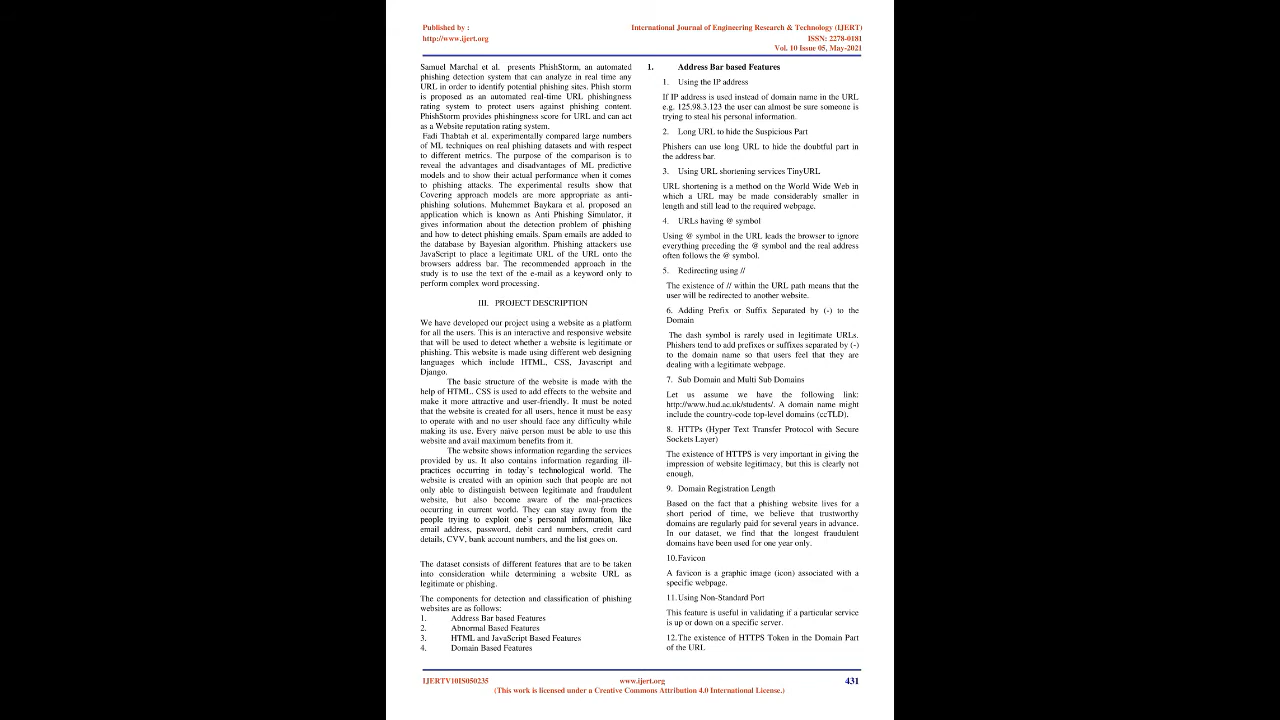 Published by :
http://www.ijert.org
International Journal of Engineering Research & Technology (IJERT)
ISSN: 2278-0181
Vol. 10 Issue 05, May-2021
Samuel Marchal et al. presents PhishStorm, an automated
phishing detection system that can analyze in real time any
URL in order to identify potential phishing sites. Phish storm
is proposed as an automated real-time URL phishingness
rating system to protect users against phishing content.
PhishStorm provides phishingness score for URL and can act
as a Website reputation rating system.
Fadi Thabtah et al. experimentally compared large numbers
of ML techniques on real phishing datasets and with respect
to different metrics. The purpose of the comparison is to
reveal the advantages and disadvantages of ML predictive
models and to show their actual performance when it comes
to phishing attacks. The experimental results show that
Covering approach models are more appropriate as anti-
phishing solutions. Muhemmet Baykara et al. proposed an
application which is known as Anti Phishing Simulator, it
gives information about the detection problem of phishing
and how to detect phishing emails. Spam emails are added to
the database by Bayesian algorithm. Phishing attackers use
JavaScript to place a legitimate URL of the URL onto the
browsers address bar. The recommended approach in the
study is to use the text of the e-mail as a keyword only to
perform complex word processing.
III. PROJECT DESCRIPTION
We have developed our project using a website as a platform
for all the users. This is an interactive and responsive website
that will be used to detect whether a website is legitimate or
phishing. This website is made using different web designing
languages which include HTML, CSS, Javascript and
Django.
The basic structure of the website is made with the
help of HTML. CSS is used to add effects to the website and
make it more attractive and user-friendly. It must be noted
that the website is created for all users, hence it must be easy
to operate with and no user should face any difficulty while
making its use. Every naive person must be able to use this
website and avail maximum benefits from it.
The website shows information regarding the services
provided by us. It also contains information regarding ill-
practices occurring in today's technological world. The
website is created with an opinion such that people are not
only able to distinguish between legitimate and fraudulent
website, but also become aware of the mal-practices
occurring in current world. They can stay away from the
people trying to exploit one's personal information, like
email address, password, debit card numbers, credit card
details, CVV, bank account numbers, and the list goes on.
The dataset consists of different features that are to be taken
into consideration while determining a website URL as
legitimate or phishing.
The components for detection and classification of phishing
websites are as follows:
1. Address Bar based Features
2. Abnormal Based Features
3. HTML and JavaScript Based Features
4. Domain Based Features
1. Address Bar based Features
1. Using the IP address
If IP address is used instead of domain name in the URL
e.g. 125.98.3.123 the user can almost be sure someone is
trying to steal his personal information.
2. Long URL to hide the Suspicious Part
Phishers can use long URL to hide the doubtful part in
the address bar.
3. Using URL shortening services TinyURL
URL shortening is a method on the World Wide Web in
which a URL may be made considerably smaller in
length and still lead to the required webpage.
4. URLs having @ symbol
Using @ symbol in the URL leads the browser to ignore
everything preceding the @ symbol and the real address
often follows the @ symbol.
5. Redirecting using //
The existence of // within the URL path means that the
user will be redirected to another website.
6. Adding Prefix or Suffix Separated by (-) to the
Domain
The dash symbol is rarely used in legitimate URLs.
Phishers tend to add prefixes or suffixes separated by (-)
to the domain name so that users feel that they are
dealing with a legitimate webpage.
7. Sub Domain and Multi Sub Domains
Let us assume we have the following link:
http://www.hud.ac.uk/students/. A domain name might
include the country-code top-level domains (ccTLD).
8. HTTPs (Hyper Text Transfer Protocol with Secure
Sockets Layer)
The existence of HTTPS is very important in giving the
impression of website legitimacy, but this is clearly not
enough.
9. Domain Registration Length
Based on the fact that a phishing website lives for a
short period of time, we believe that trustworthy
domains are regularly paid for several years in advance.
In our dataset, we find that the longest fraudulent
domains have been used for one year only.
10. Favicon
A favicon is a graphic image (icon) associated with a
specific webpage.
11. Using Non-Standard Port
This feature is useful in validating if a particular service
is up or down on a specific server.
12. The existence of HTTPS Token in the Domain Part
of the URL
IJERTV10IS050235
www.ijert.org
431
(This work is licensed under a Creative Commons Attribution 4.0 International License.)